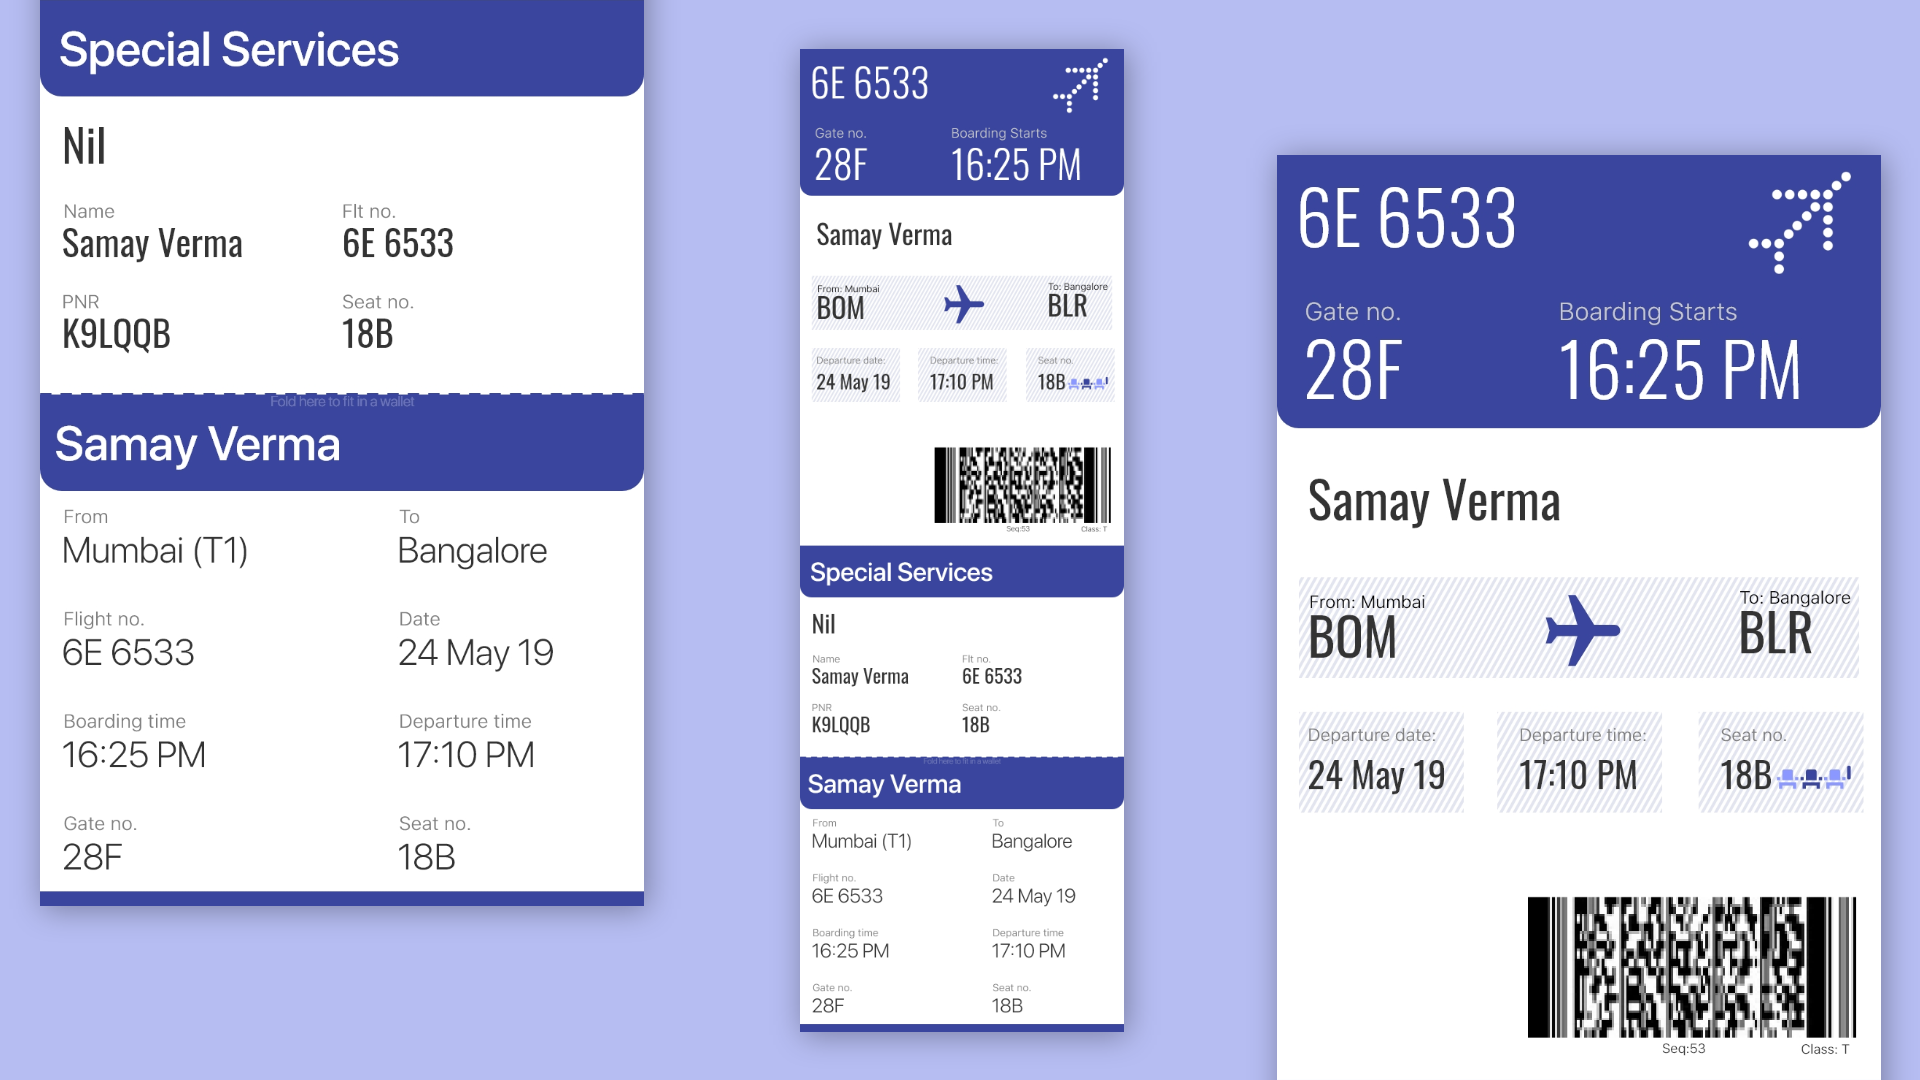 Special Services
Nil
Name Flt no.
Samay Verma 6E 6533
PNR Seat no.
K9LQQB 18B
Fold here to fit in a wallet
Samay Verma
From To
Mumbai (T1) Bangalore
Flight no. Date
6E 6533 24 May 19
Boarding time Departure time
16:25 PM 17:10 PM
Gate no. Seat no.
28F 18B
6E 6533
Gate no. Boarding Starts
28F 16:25 PM
Samay Verma
From: Mumbai To: Bangalore
BOM BLR
Departure date: Departure time: Seat no.
24 May 19 17:10 PM 18B
Seq:53 Class: T
Special Services
Nil
Name Flt no.
Samay Verma 6E 6533
PNR Seat no.
K9LQQB 18B
Fold here to fit in a wallet
Samay Verma
From To
Mumbai (T1) Bangalore
Flight no. Date
6E 6533 24 May 19
Boarding time Departure time
16:25 PM 17:10 PM
Gate no. Seat no.
28F 18B
6E 6533
Gate no. Boarding Starts
28F 16:25 PM
Samay Verma
From: Mumbai To: Bangalore
BOM BLR
Departure date: Departure time: Seat no.
24 May 19 17:10 PM 18B
Seq:53 Class: T